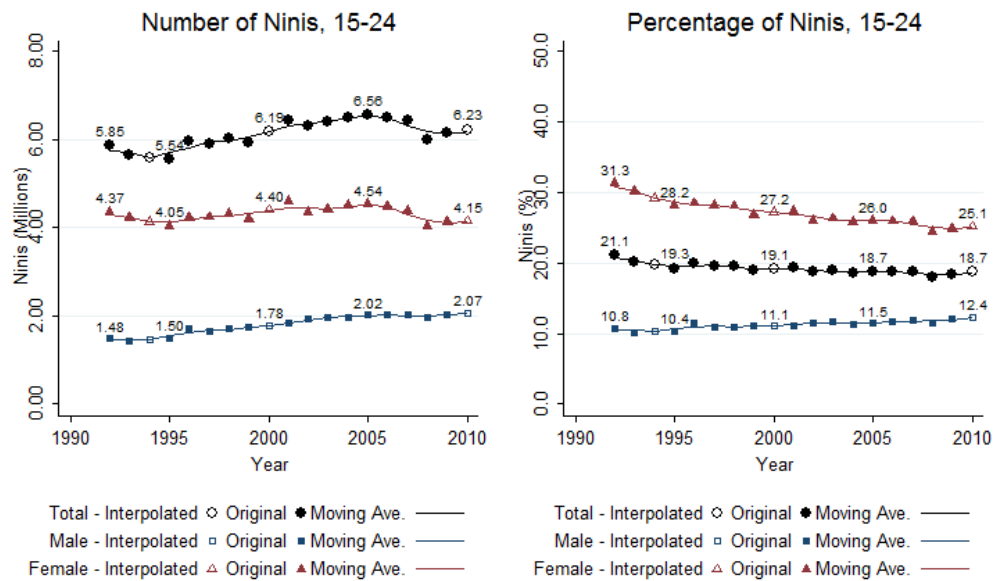 Number of Ninis, 15-24
8.00
6.00
4.00
2.00
0.00
Ninis (Millions)
5.85
5.54
6.19
6.56
6.23
4.37
4.05
4.40
4.54
4.15
1.48
1.50
1.78
2.02
2.07
1990 1995 2000 2005 2010
Year
Total - Interpolated Original Moving Ave.
Male - Interpolated Original Moving Ave.
Female - Interpolated Original Moving Ave.
Percentage of Ninis, 15-24
50.0
40.0
30.0
20.0
10.0
0.0
Ninis (%)
31.3
28.2
27.2
26.0
25.1
21.1
19.3
19.1
18.7
18.7
10.8
10.4
11.1
11.5
12.4
1990 1995 2000 2005 2010
Year
Total - Interpolated Original Moving Ave.
Male - Interpolated Original Moving Ave.
Female - Interpolated Original Moving Ave.